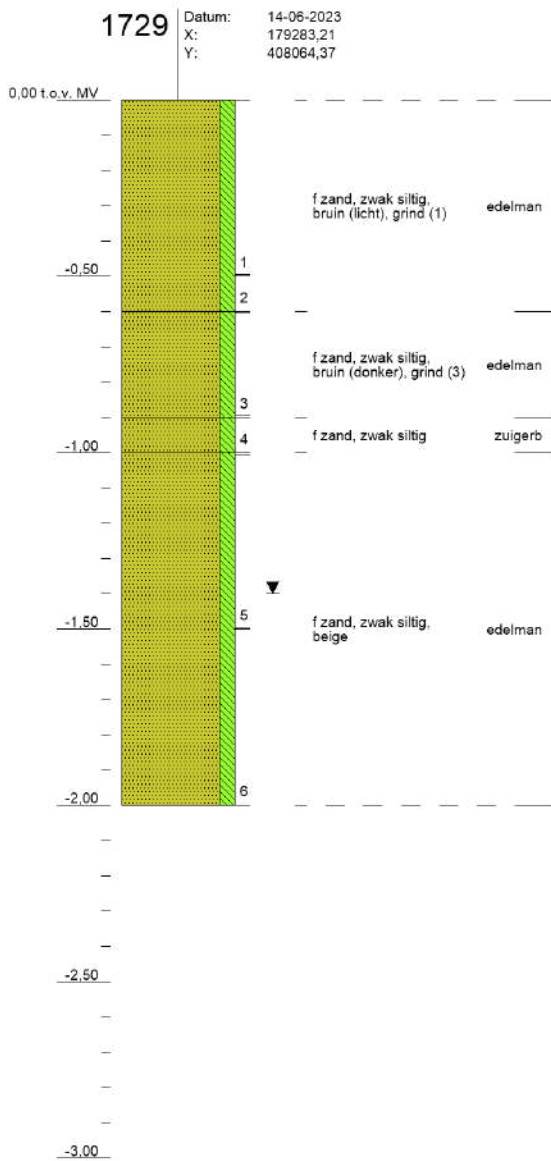 1729
Datum: 14-06-2023
X: 179283,21
Y: 408064,37
0,00 t.o.v. MV
f zand, zwak siltig,
bruin (licht), grind (1)
edelman
1
-0,50
2
f zand, zwak siltig,
bruin (donker), grind (3)
edelman
3
4
f zand, zwak siltig
zuigerb
-1,00
5
-1,50
f zand, zwak siltig,
beige
edelman
6
-2,00
-2,50
-3,00